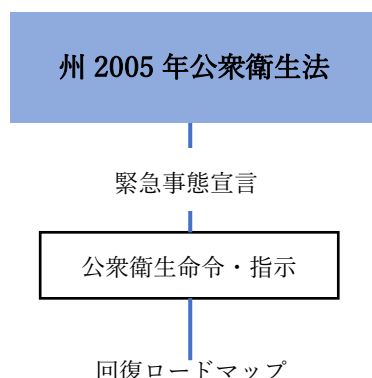 州 2005 年公衆衛生法
緊急事態宣言
公衆衛生命令・指示
回復ロードマップ